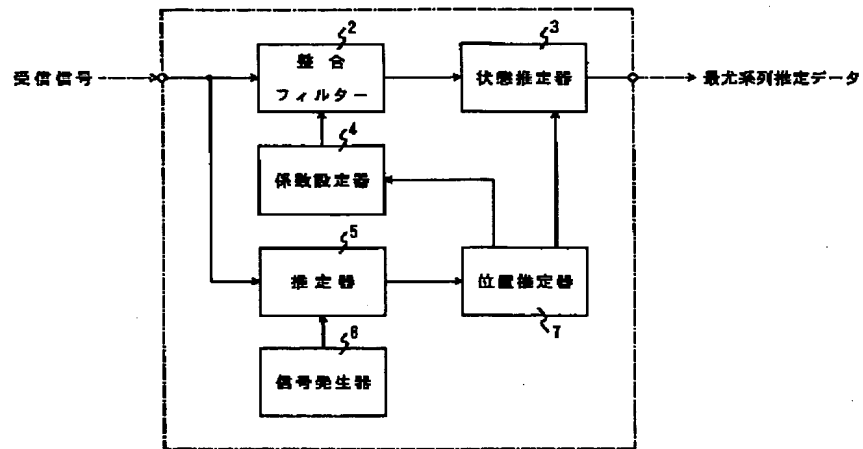 受信信号
2
整合
フィルター
3
状態推定器
最尤系列推定データ
4
係数設定器
5
推定器
位置推定器
7
6
信号発生器